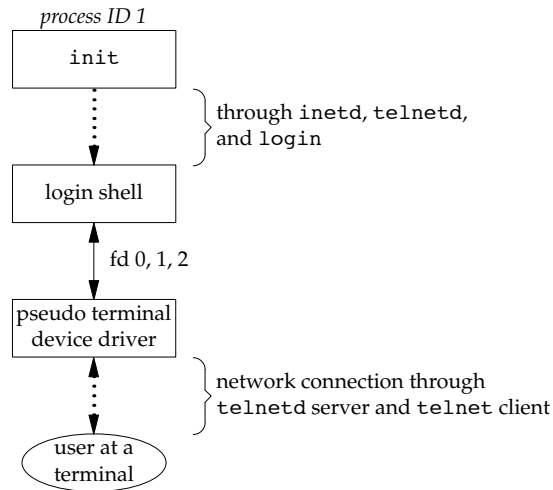 process ID 1
init
through inetd, telnetd,
and login
login shell
fd 0, 1, 2
pseudo terminal
device driver
network connection through
telnetd server and telnet client
user at a
terminal